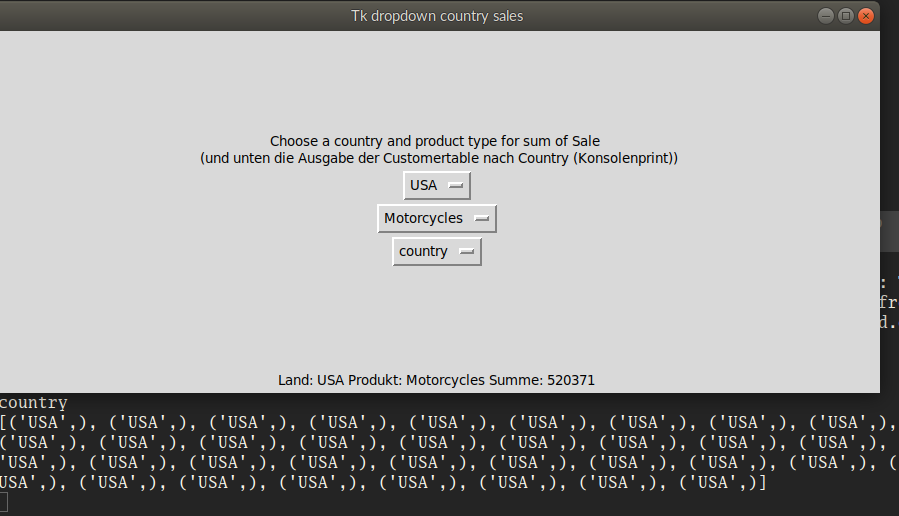 Tk dropdown country sales
Choose a country and product type for sum of Sale
(und unten die Ausgabe der Customertable nach Country (Konsolenprint))
USA
Motorcycles
country
:
fr
d.
Land: USA Produkt: Motorcycles Summe: 520371
country
[('USA',), ('USA',), ('USA',), ('USA',), ('USA',), ('USA',), ('USA',), ('USA',), ('USA',),
('USA',), ('USA',), ('USA',), ('USA',), ('USA',), ('USA',), ('USA',), ('USA',), ('USA',),
'USA',), ('USA',), ('USA',), ('USA',), ('USA',), ('USA',), ('USA',), ('USA',), ('USA',), (
USA',), ('USA',), ('USA',), ('USA',), ('USA',), ('USA',), ('USA',), ('USA',)]